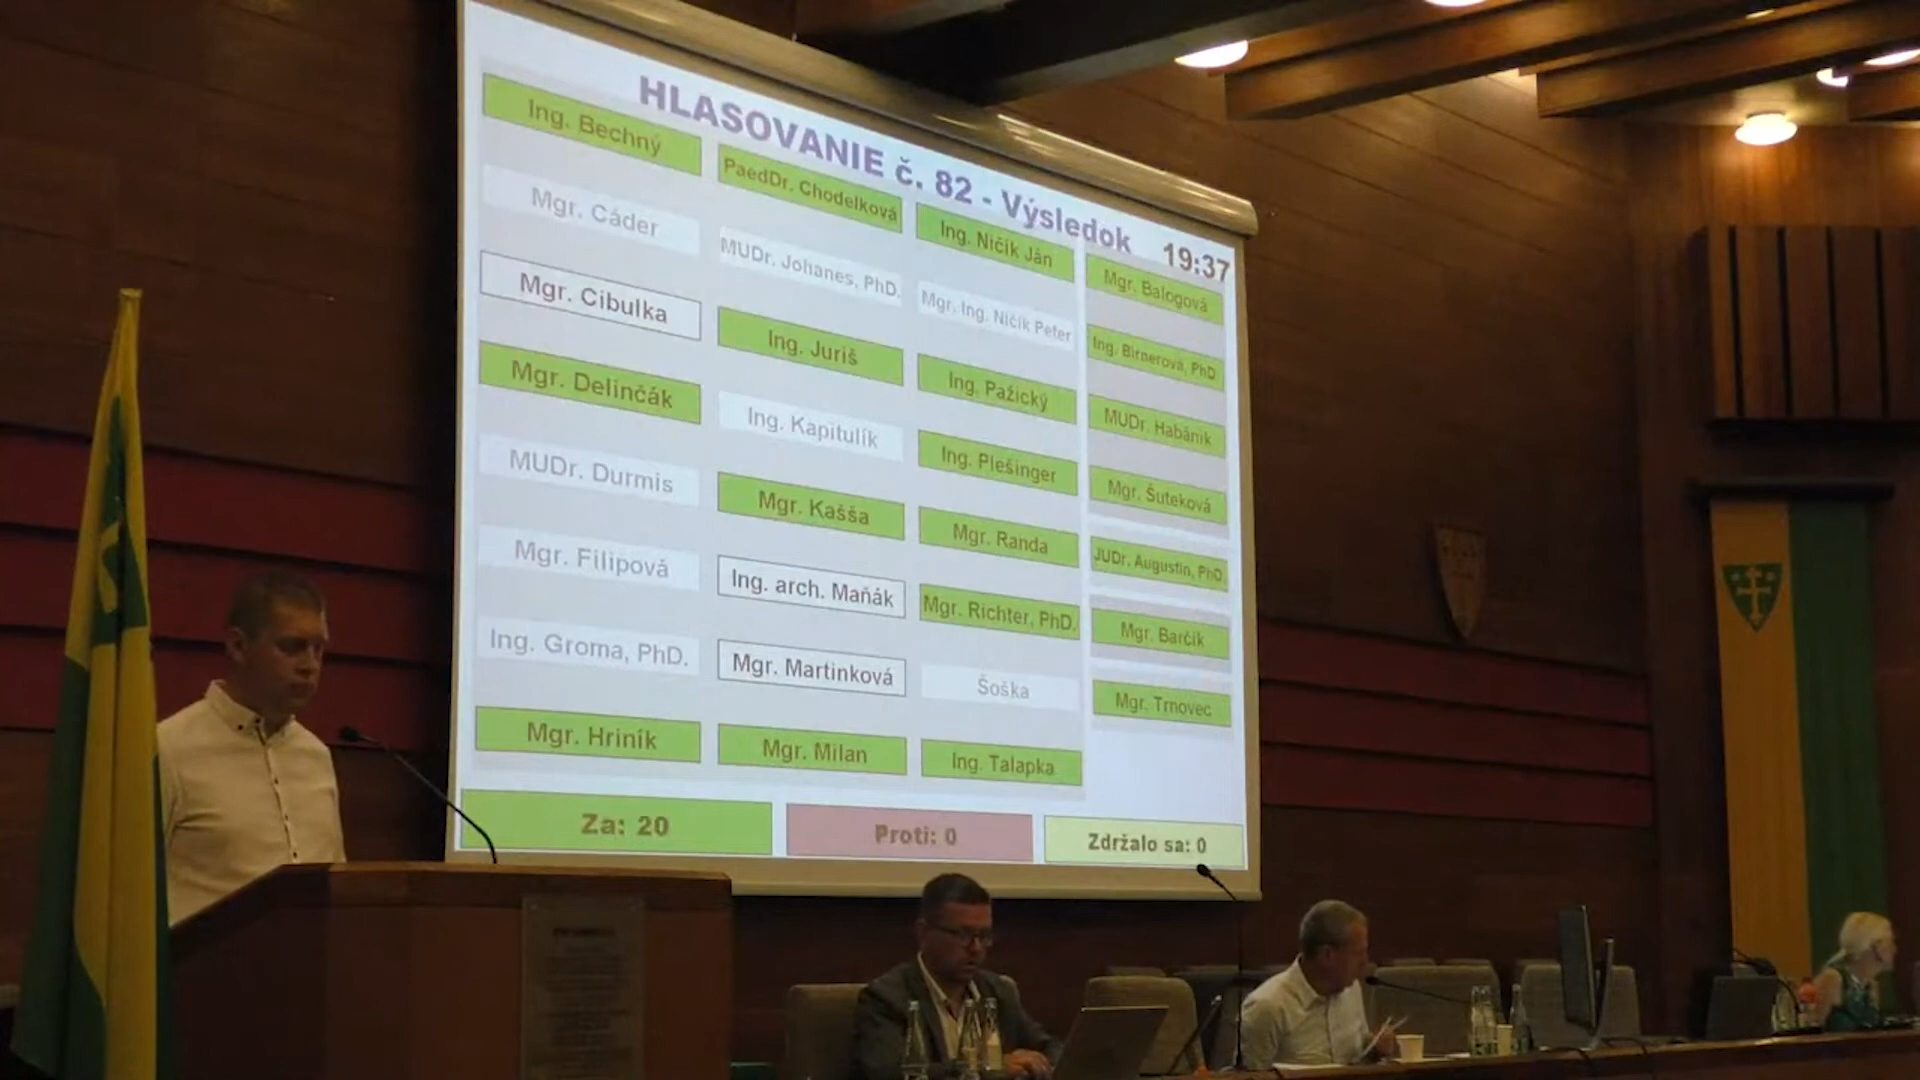 HLASOVANIE č. 82 - Výsledok 19:37
Ing. Bechný
Mgr. Cáder
Mgr. Cibulka
Mgr. Delinčák
MUDr. Durmis
Mgr. Filipová
Ing. Groma, PhD.
Mgr. Hriník
PaedDr. Chodelková
MUDr. Johanes, PhD.
Ing. Juriš
Ing. Kapitulík
Mgr. Kašša
Ing. arch. Maňák
Mgr. Martinková
Mgr. Milan
Ing. Ničík Ján
Mgr. Ing. Ničík Peter
Ing. Pažický
Ing. Plešinger
Mgr. Randa
Mgr. Richter, PhD.
Šoška
Ing. Talapka
Mgr. Balogová
Ing. Birnerová, PhD
MUDr. Habánik
Mgr. Šuteková
JUDr. Augustín, PhD.
Mgr. Barčík
Mgr. Trnovec
Za: 20
Proti: 0
Zdržalo sa: 0